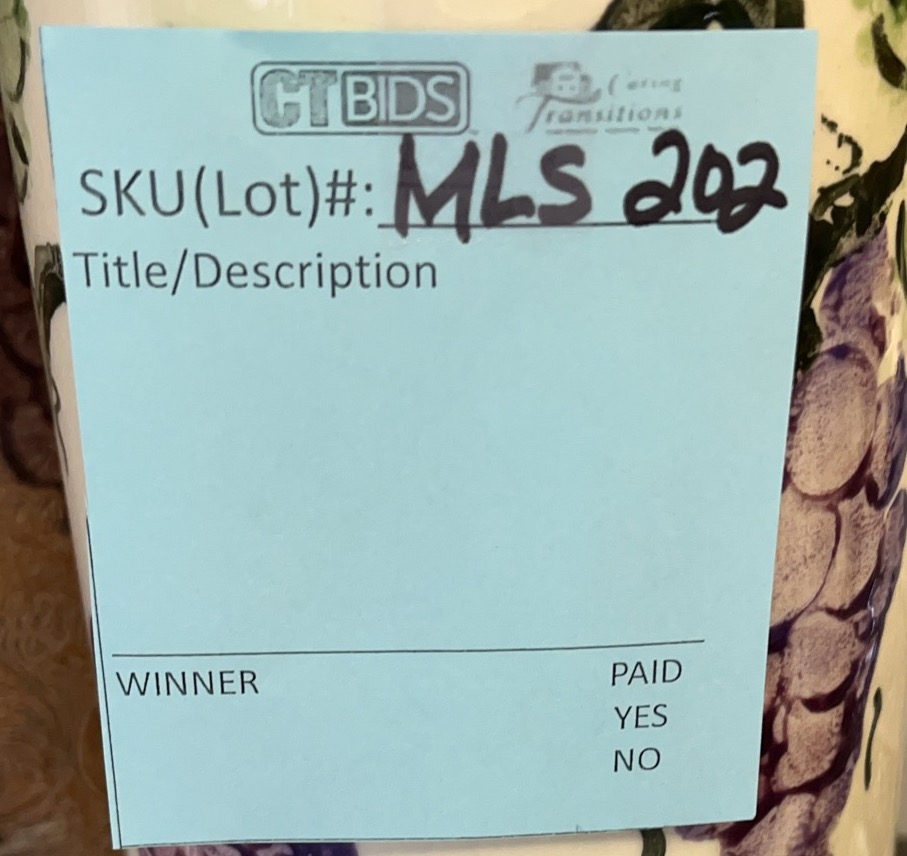 CTBIDS Caring Transitions
SKU(Lot)#: MLS 202
Title/Description
WINNER PAID
YES
NO